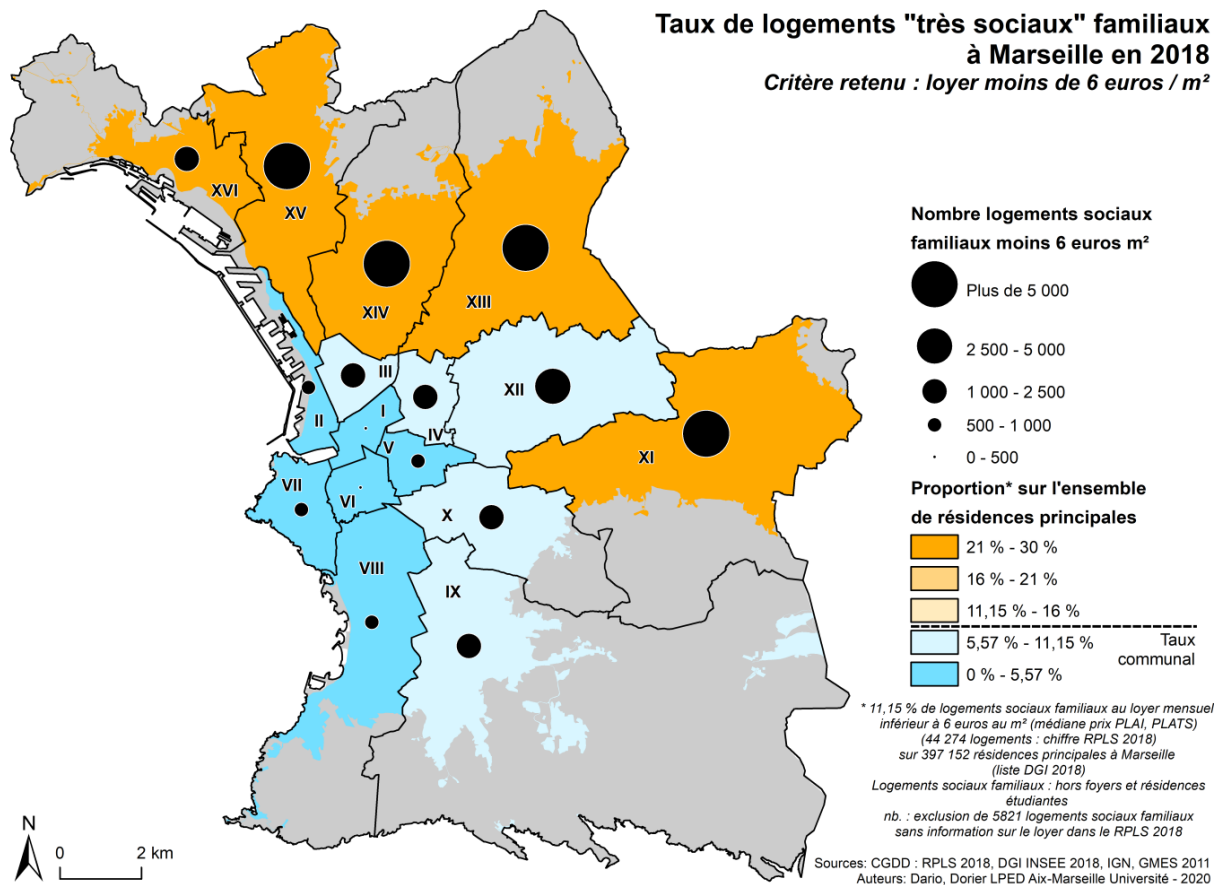 Taux de logements "très sociaux" familiaux
à Marseille en 2018
Critère retenu : loyer moins de 6 euros / m²
XVI
XV
XIV
XIII
III
I
II
IV
V
XII
XI
VII
VI
X
VIII
IX
Nombre logements sociaux
familiaux moins 6 euros m²
Plus de 5 000
2 500 - 5 000
1 000 - 2 500
500 - 1 000
0 - 500
Proportion* sur l'ensemble
de résidences principales
21 % - 30 %
16 % - 21 %
11,15 % - 16 %
5,57 % - 11,15 %
Taux
communal
0 % - 5,57 %
* 11,15 % de logements sociaux familiaux au loyer mensuel
inférieur à 6 euros au m² (médiane prix PLAI, PLATS)
(44 274 logements : chiffre RPLS 2018)
sur 397 152 résidences principales à Marseille
(liste DGI 2018)
Logements sociaux familiaux : hors foyers et résidences
étudiantes
nb. : exclusion de 5821 logements sociaux familiaux
sans information sur le loyer dans le RPLS 2018
N
0 2 km
Sources: CGDD : RPLS 2018, DGI INSEE 2018, IGN, GMES 2011
Auteurs: Dario, Dorier LPED Aix-Marseille Université - 2020